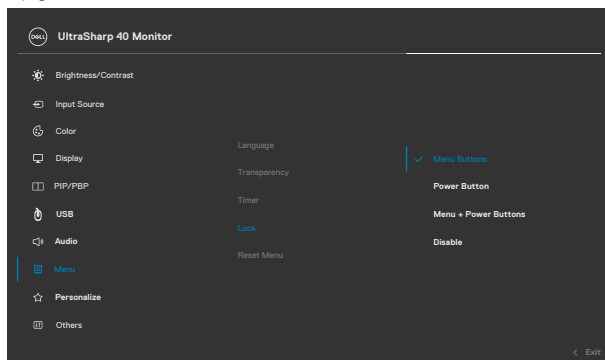 DELL
UltraSharp 40 Monitor
Brightness/Contrast
Input Source
Color
Display
PIP/PBP
USB
Audio
Menu
Personalize
Others
Language
Transparency
Timer
Lock
Reset Menu
Menu Buttons
Power Button
Menu + Power Buttons
Disable
< Exit